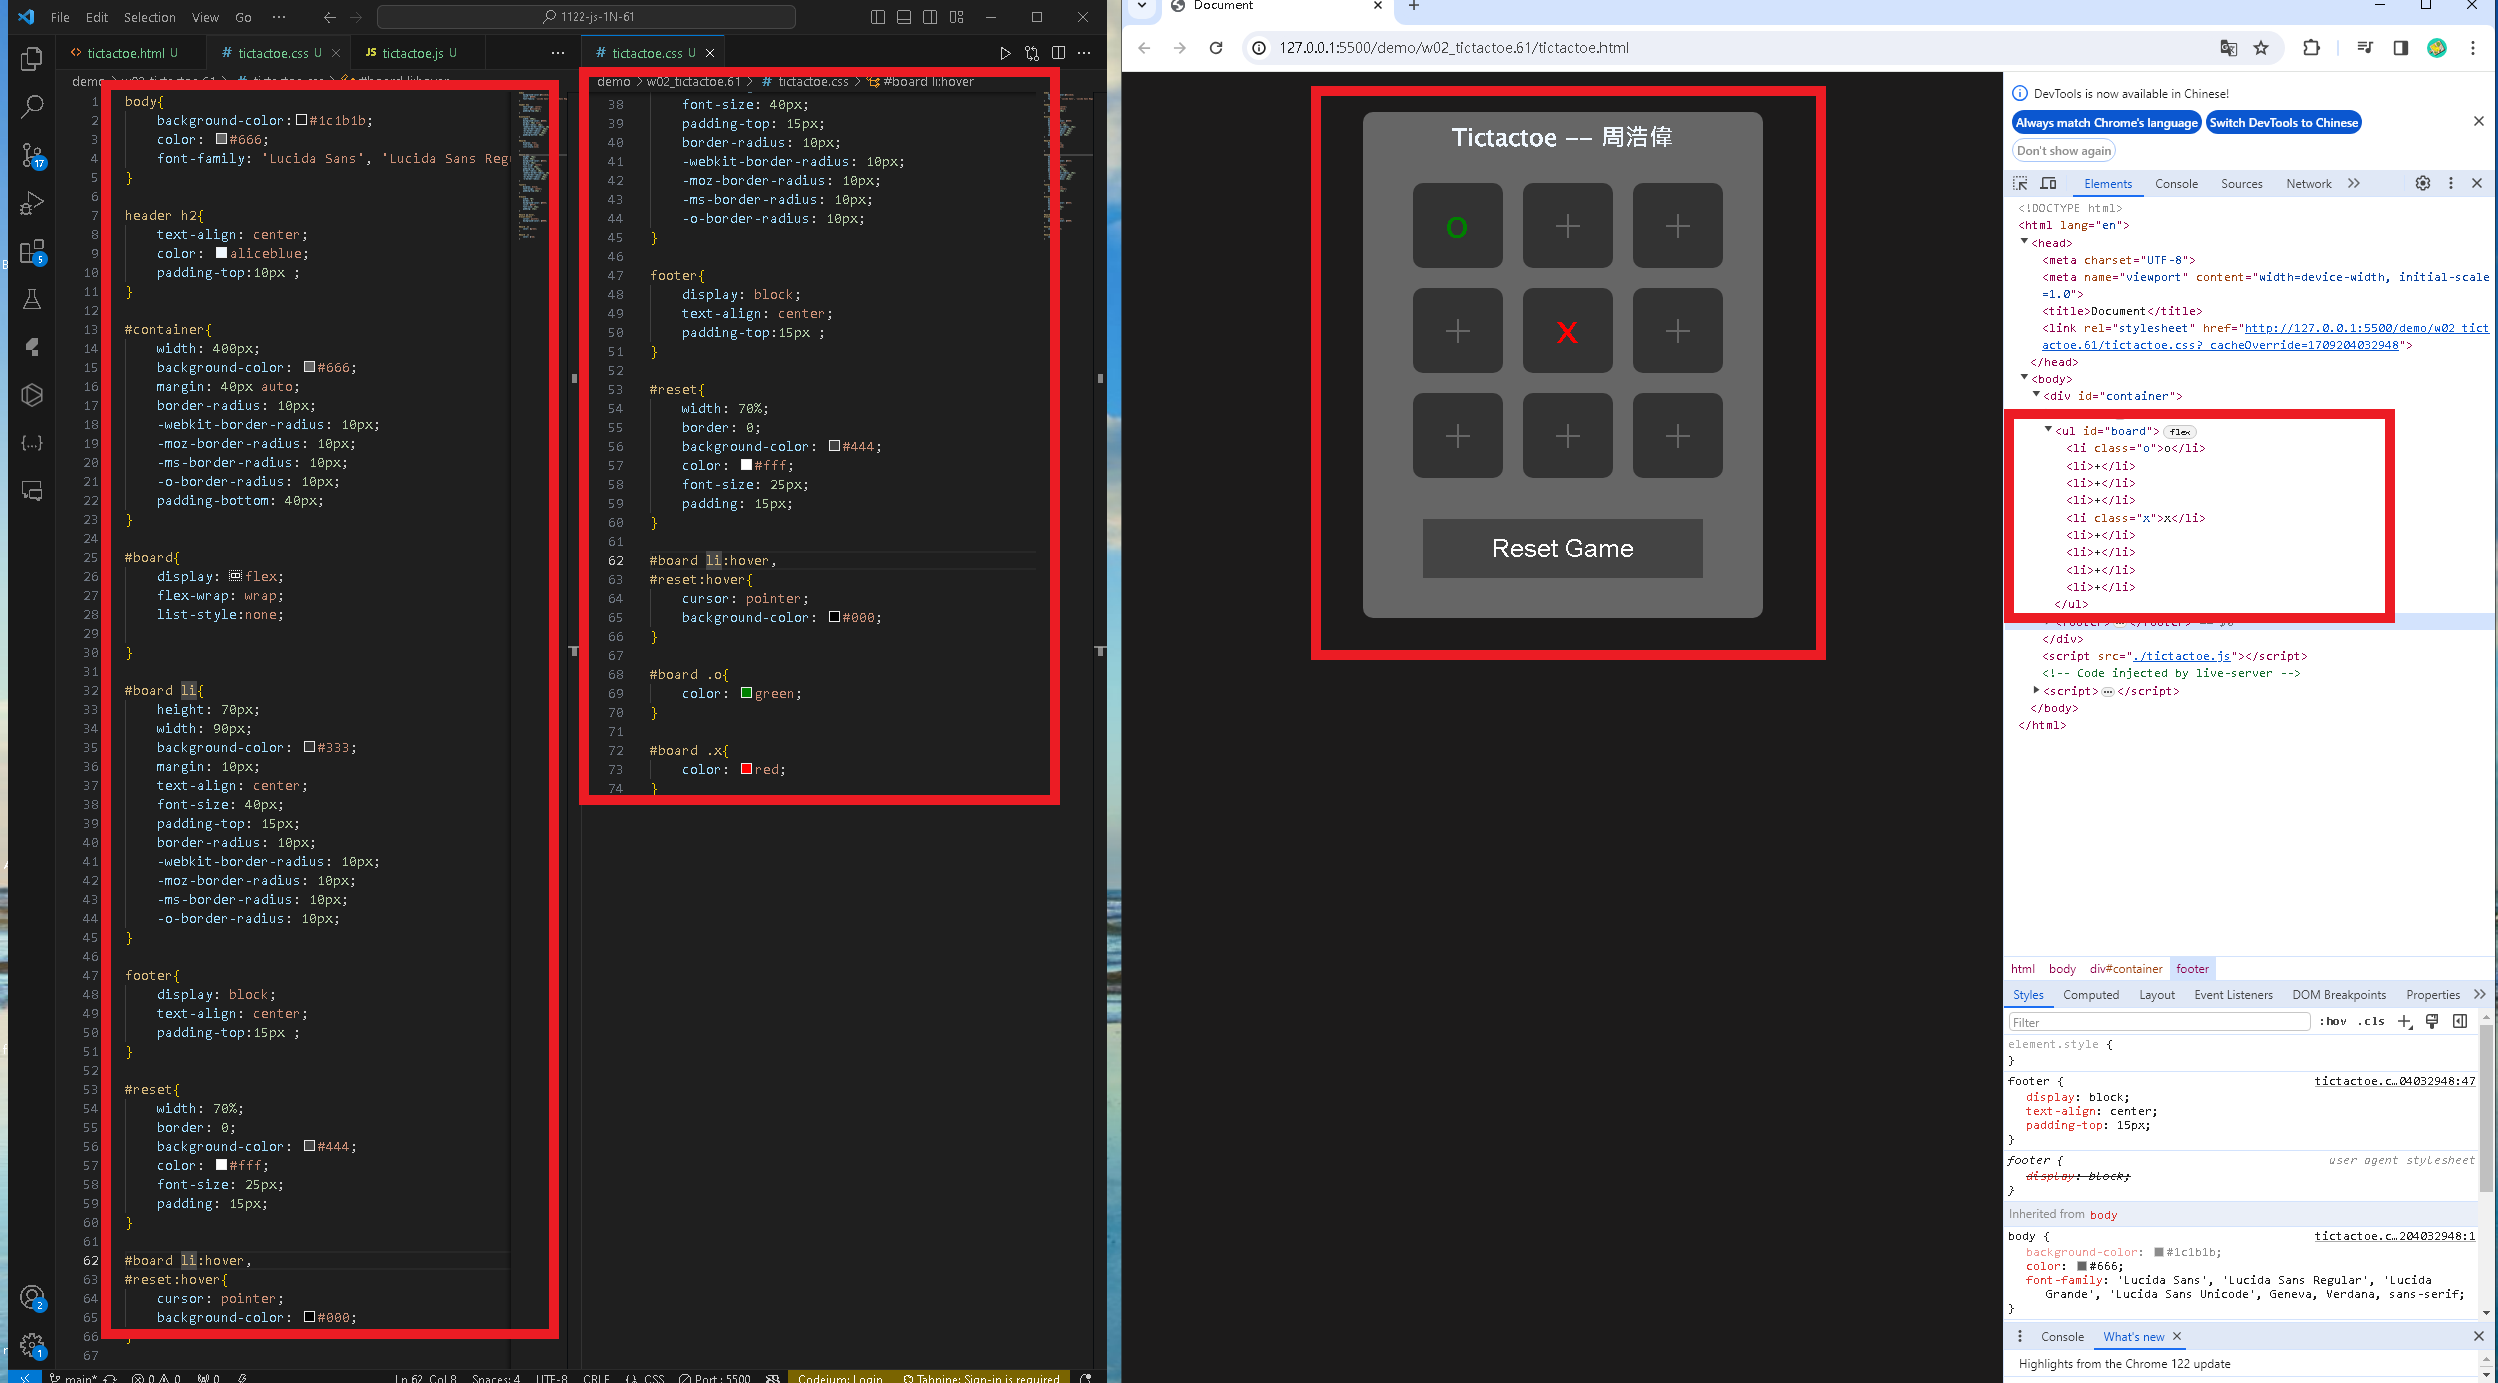 File Edit Selection View Go ··· 1122-js-1N-61
tictactoe.html U
tictactoe.css U
tictactoe.js U
demo
#board li:hover
1 body{
2 background-color: #1c1b1b;
3 color: #666;
4 font-family: 'Lucida Sans', 'Lucida Sans Reg
5 }
6
7 header h2{
8 text-align: center;
9 color: aliceblue;
10 padding-top:10px ;
11 }
12
13 #container{
14 width: 400px;
15 background-color: #666;
16 margin: 40px auto;
17 border-radius: 10px;
18 -webkit-border-radius: 10px;
19 -moz-border-radius: 10px;
20 -ms-border-radius: 10px;
21 -o-border-radius: 10px;
22 padding-bottom: 40px;
23 }
24
25 #board{
26 display: flex;
27 flex-wrap: wrap;
28 list-style:none;
29
30 }
31
32 #board li{
33 height: 70px;
34 width: 90px;
35 background-color: #333;
36 margin: 10px;
37 text-align: center;
38 font-size: 40px;
39 padding-top: 15px;
40 border-radius: 10px;
41 -webkit-border-radius: 10px;
42 -moz-border-radius: 10px;
43 -ms-border-radius: 10px;
44 -o-border-radius: 10px;
45 }
46
47 footer{
48 display: block;
49 text-align: center;
50 padding-top:15px ;
51 }
52
53 #reset{
54 width: 70%;
55 border: 0;
56 background-color: #444;
57 color: #fff;
58 font-size: 25px;
59 padding: 15px;
60 }
61
62 #board li:hover,
63 #reset:hover{
64 cursor: pointer;
65 background-color: #000;
66 }
67
tictactoe.css U
demo > w02_tictactoe.61 > # tictactoe.css > #board li:hover
38 font-size: 40px;
39 padding-top: 15px;
40 border-radius: 10px;
41 -webkit-border-radius: 10px;
42 -moz-border-radius: 10px;
43 -ms-border-radius: 10px;
44 -o-border-radius: 10px;
45 }
46
47 footer{
48 display: block;
49 text-align: center;
50 padding-top:15px ;
51 }
52
53 #reset{
54 width: 70%;
55 border: 0;
56 background-color: #444;
57 color: #fff;
58 font-size: 25px;
59 padding: 15px;
60 }
61
62 #board li:hover,
63 #reset:hover{
64 cursor: pointer;
65 background-color: #000;
66 }
67
68 #board .o{
69 color: green;
70 }
71
72 #board .x{
73 color: red;
74 }
17
5
2
1
main* 0 0 0 Ln 62, Col 8 Spaces: 4 UTF-8 CRLF {} CSS Port : 5500 Codeium: Login Tabnine: Sign-in is required
Document
127.0.0.1:5500/demo/w02_tictactoe.61/tictactoe.html
Tictactoe -- 周浩偉
o + +
+ x +
+ + +
Reset Game
DevTools is now available in Chinese!
Always match Chrome's language Switch DevTools to Chinese
Don't show again
Elements Console Sources Network
<!DOCTYPE html>
<html lang="en">
<head>
<meta charset="UTF-8">
<meta name="viewport" content="width=device-width, initial-scale
=1.0">
<title>Document</title>
<link rel="stylesheet" href="http://127.0.0.1:5500/demo/w02_tict
actoe.61/tictactoe.css?_cacheOverride=1709204032948">
</head>
<body>
<div id="container">
<ul id="board"> flex
<li class="o">o</li>
<li>+</li>
<li>+</li>
<li>+</li>
<li class="x">x</li>
<li>+</li>
<li>+</li>
<li>+</li>
<li>+</li>
</ul>
</div>
<script src="./tictactoe.js"></script>
<!-- Code injected by live-server -->
<script>…</script>
</body>
</html>
html body div#container footer
Styles Computed Layout Event Listeners DOM Breakpoints Properties
Filter :hov .cls
element.style {
}
footer { tictactoe.c…04032948:47
display: block;
text-align: center;
padding-top: 15px;
}
footer { user agent stylesheet
display: block;
}
Inherited from body
body { tictactoe.c…204032948:1
background-color: #1c1b1b;
color: #666;
font-family: 'Lucida Sans', 'Lucida Sans Regular', 'Lucida
Grande', 'Lucida Sans Unicode', Geneva, Verdana, sans-serif;
}
Console What's new
Highlights from the Chrome 122 update